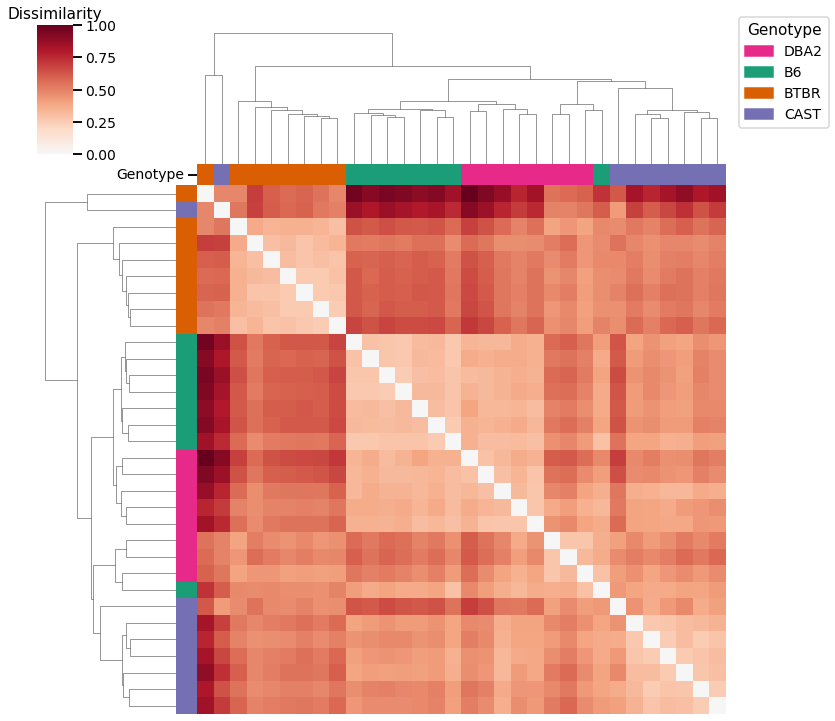 Dissimilarity
1.00
0.75
0.50
0.25
0.00
Genotype
Genotype
DBA2
B6
BTBR
CAST